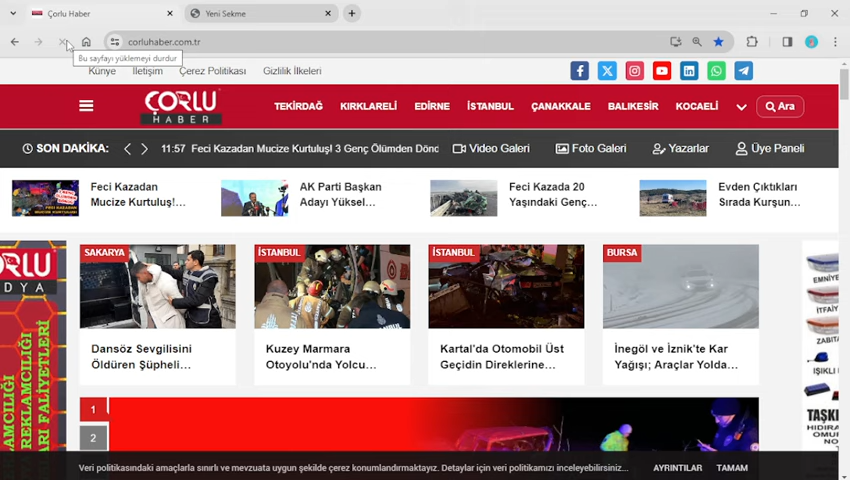 Çorlu Haber
Yeni Sekme
corluhaber.com.tr
Bu sayfayı yüklemeyi durdur
Künye İletişim Çerez Politikası Gizlilik İlkeleri
ÇORLU
HABER
TEKİRDAĞ KIRKLARELİ EDİRNE İSTANBUL ÇANAKKALE BALIKESİR KOCAELİ Ara
SON DAKİKA: 11:57 Feci Kazadan Mucize Kurtuluş! 3 Genç Ölümden Dönd Video Galeri Foto Galeri Yazarlar Üye Paneli
Feci Kazadan
Mucize Kurtuluş!...
AK Parti Başkan
Adayı Yüksel...
Feci Kazada 20
Yaşındaki Genç...
Evden Çıktıkları
Sırada Kurşun...
SAKARYA
Dansöz Sevgilisini
Öldüren Şüpheli...
İSTANBUL
Kuzey Marmara
Otoyolu'nda Yolcu...
İSTANBUL
Kartal'da Otomobil Üst
Geçidin Direklerine...
BURSA
İnegöl ve İznik'te Kar
Yağışı; Araçlar Yolda...
1
2
Veri politikasındaki amaçlarla sınırlı ve mevzuata uygun şekilde çerez konumlandırmaktayız. Detaylar için veri politikamızı inceleyebilirsiniz... AYRINTILAR TAMAM